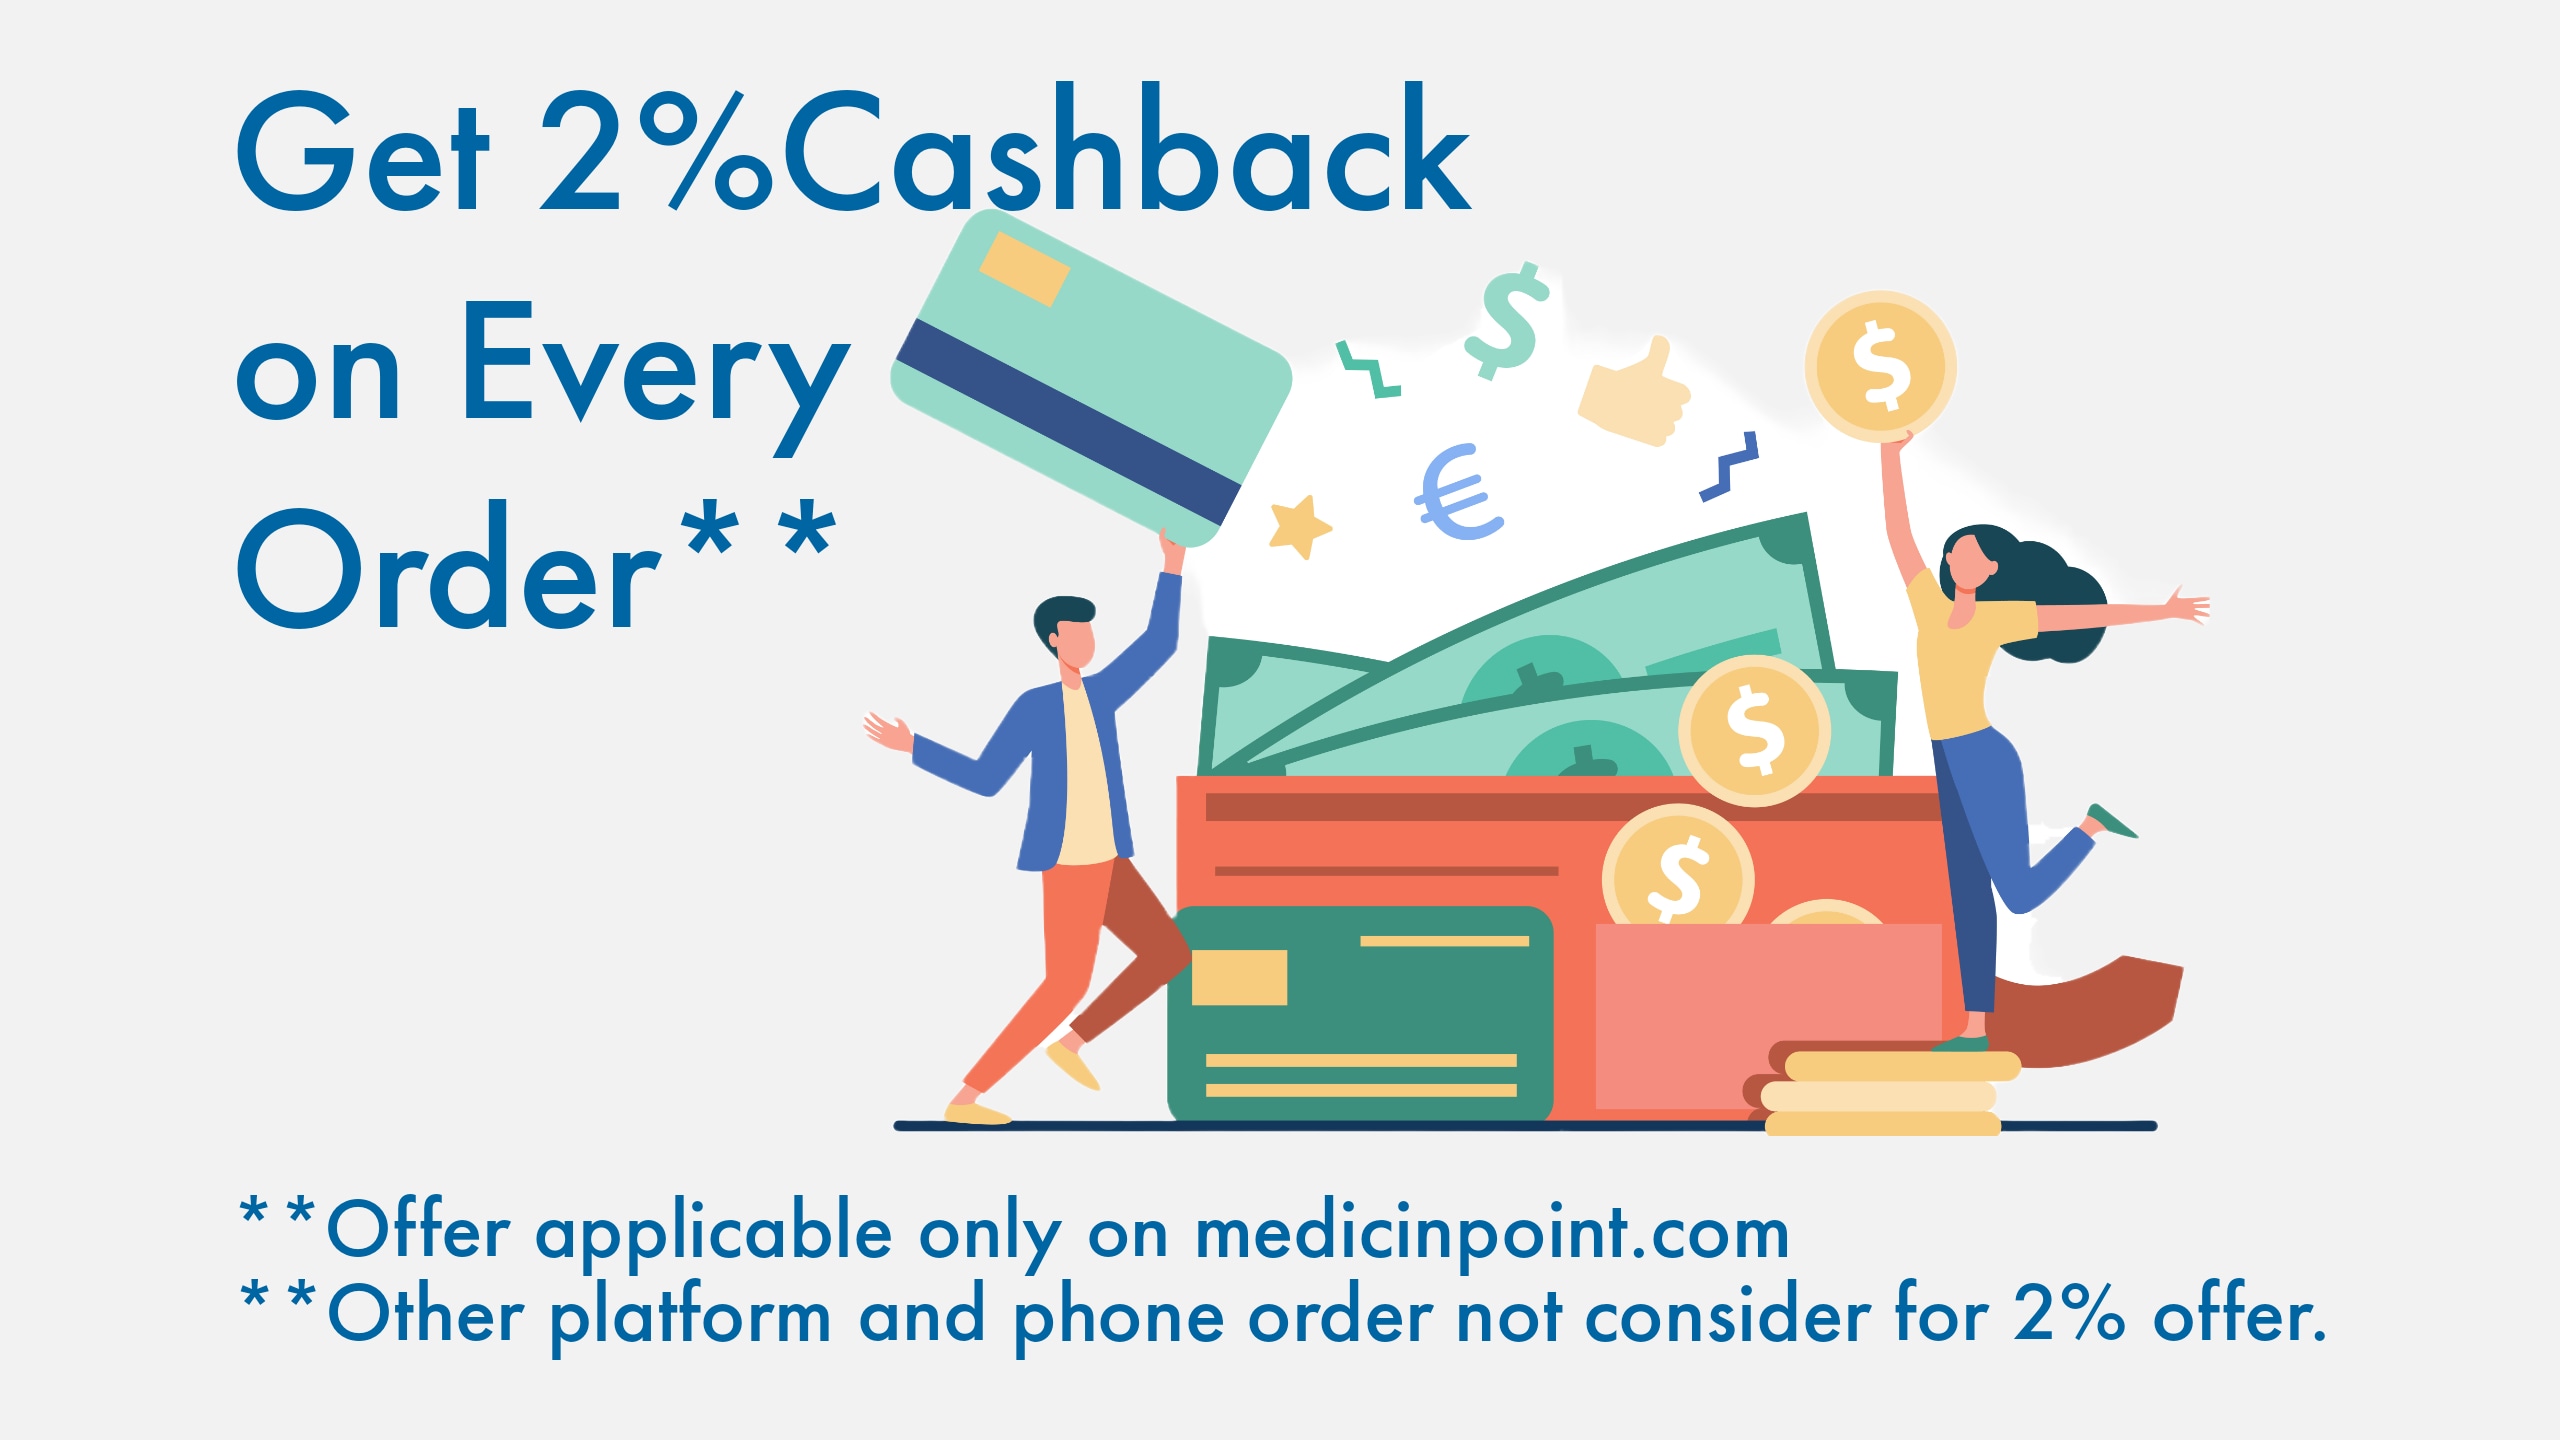 Get 2%Cashback
on Every
Order**
**Offer applicable only on medicinpoint.com
**Other platform and phone order not consider for 2% offer.